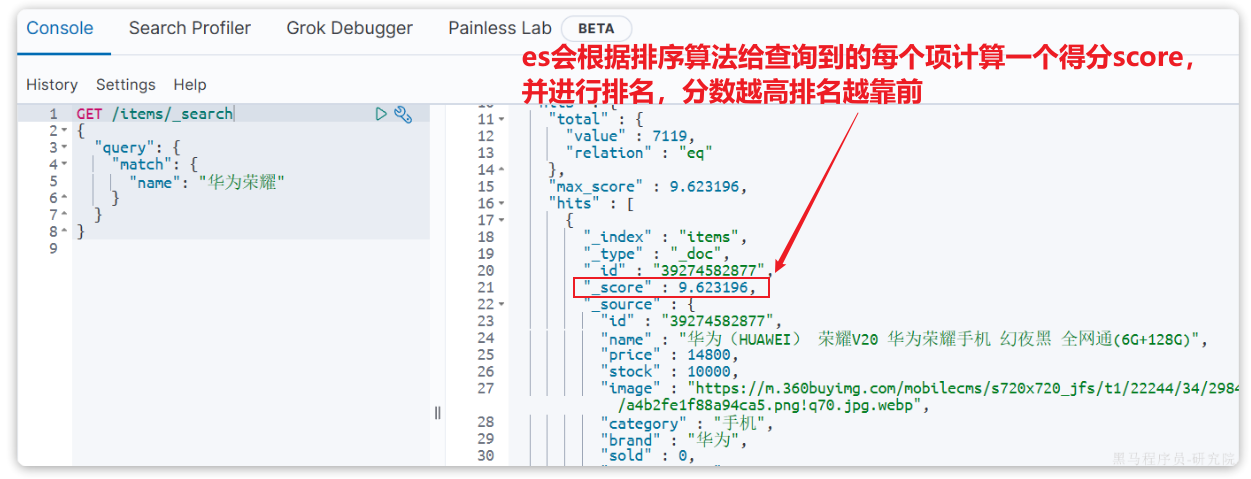 Console Search Profiler Grok Debugger Painless Lab BETA
es会根据排序算法给查询到的每个项计算一个得分score，
并进行排名，分数越高排名越靠前
History Settings Help
1 GET /items/_search
2 {
3 "query": {
4 "match": {
5 "name": "华为荣耀"
6 }
7 }
8 }
9
11 "total" : {
12 "value" : 7119,
13 "relation" : "eq"
14 },
15 "max_score" : 9.623196,
16 "hits" : [
17 {
18 "_index" : "items",
19 "_type" : "_doc",
20 "_id" : "39274582877",
21 "_score" : 9.623196,
22 "_source" : {
23 "id" : "39274582877",
24 "name" : "华为（HUAWEI） 荣耀V20 华为荣耀手机 幻夜黑 全网通(6G+128G)",
25 "price" : 14800,
26 "stock" : 10000,
27 "image" : "https://m.360buyimg.com/mobilecms/s720x720_jfs/t1/22244/34/2984
/a4b2fe1f88a94ca5.png!q70.jpg.webp",
28 "category" : "手机",
29 "brand" : "华为",
30 "sold" : 0,
黑马程序员-研究院